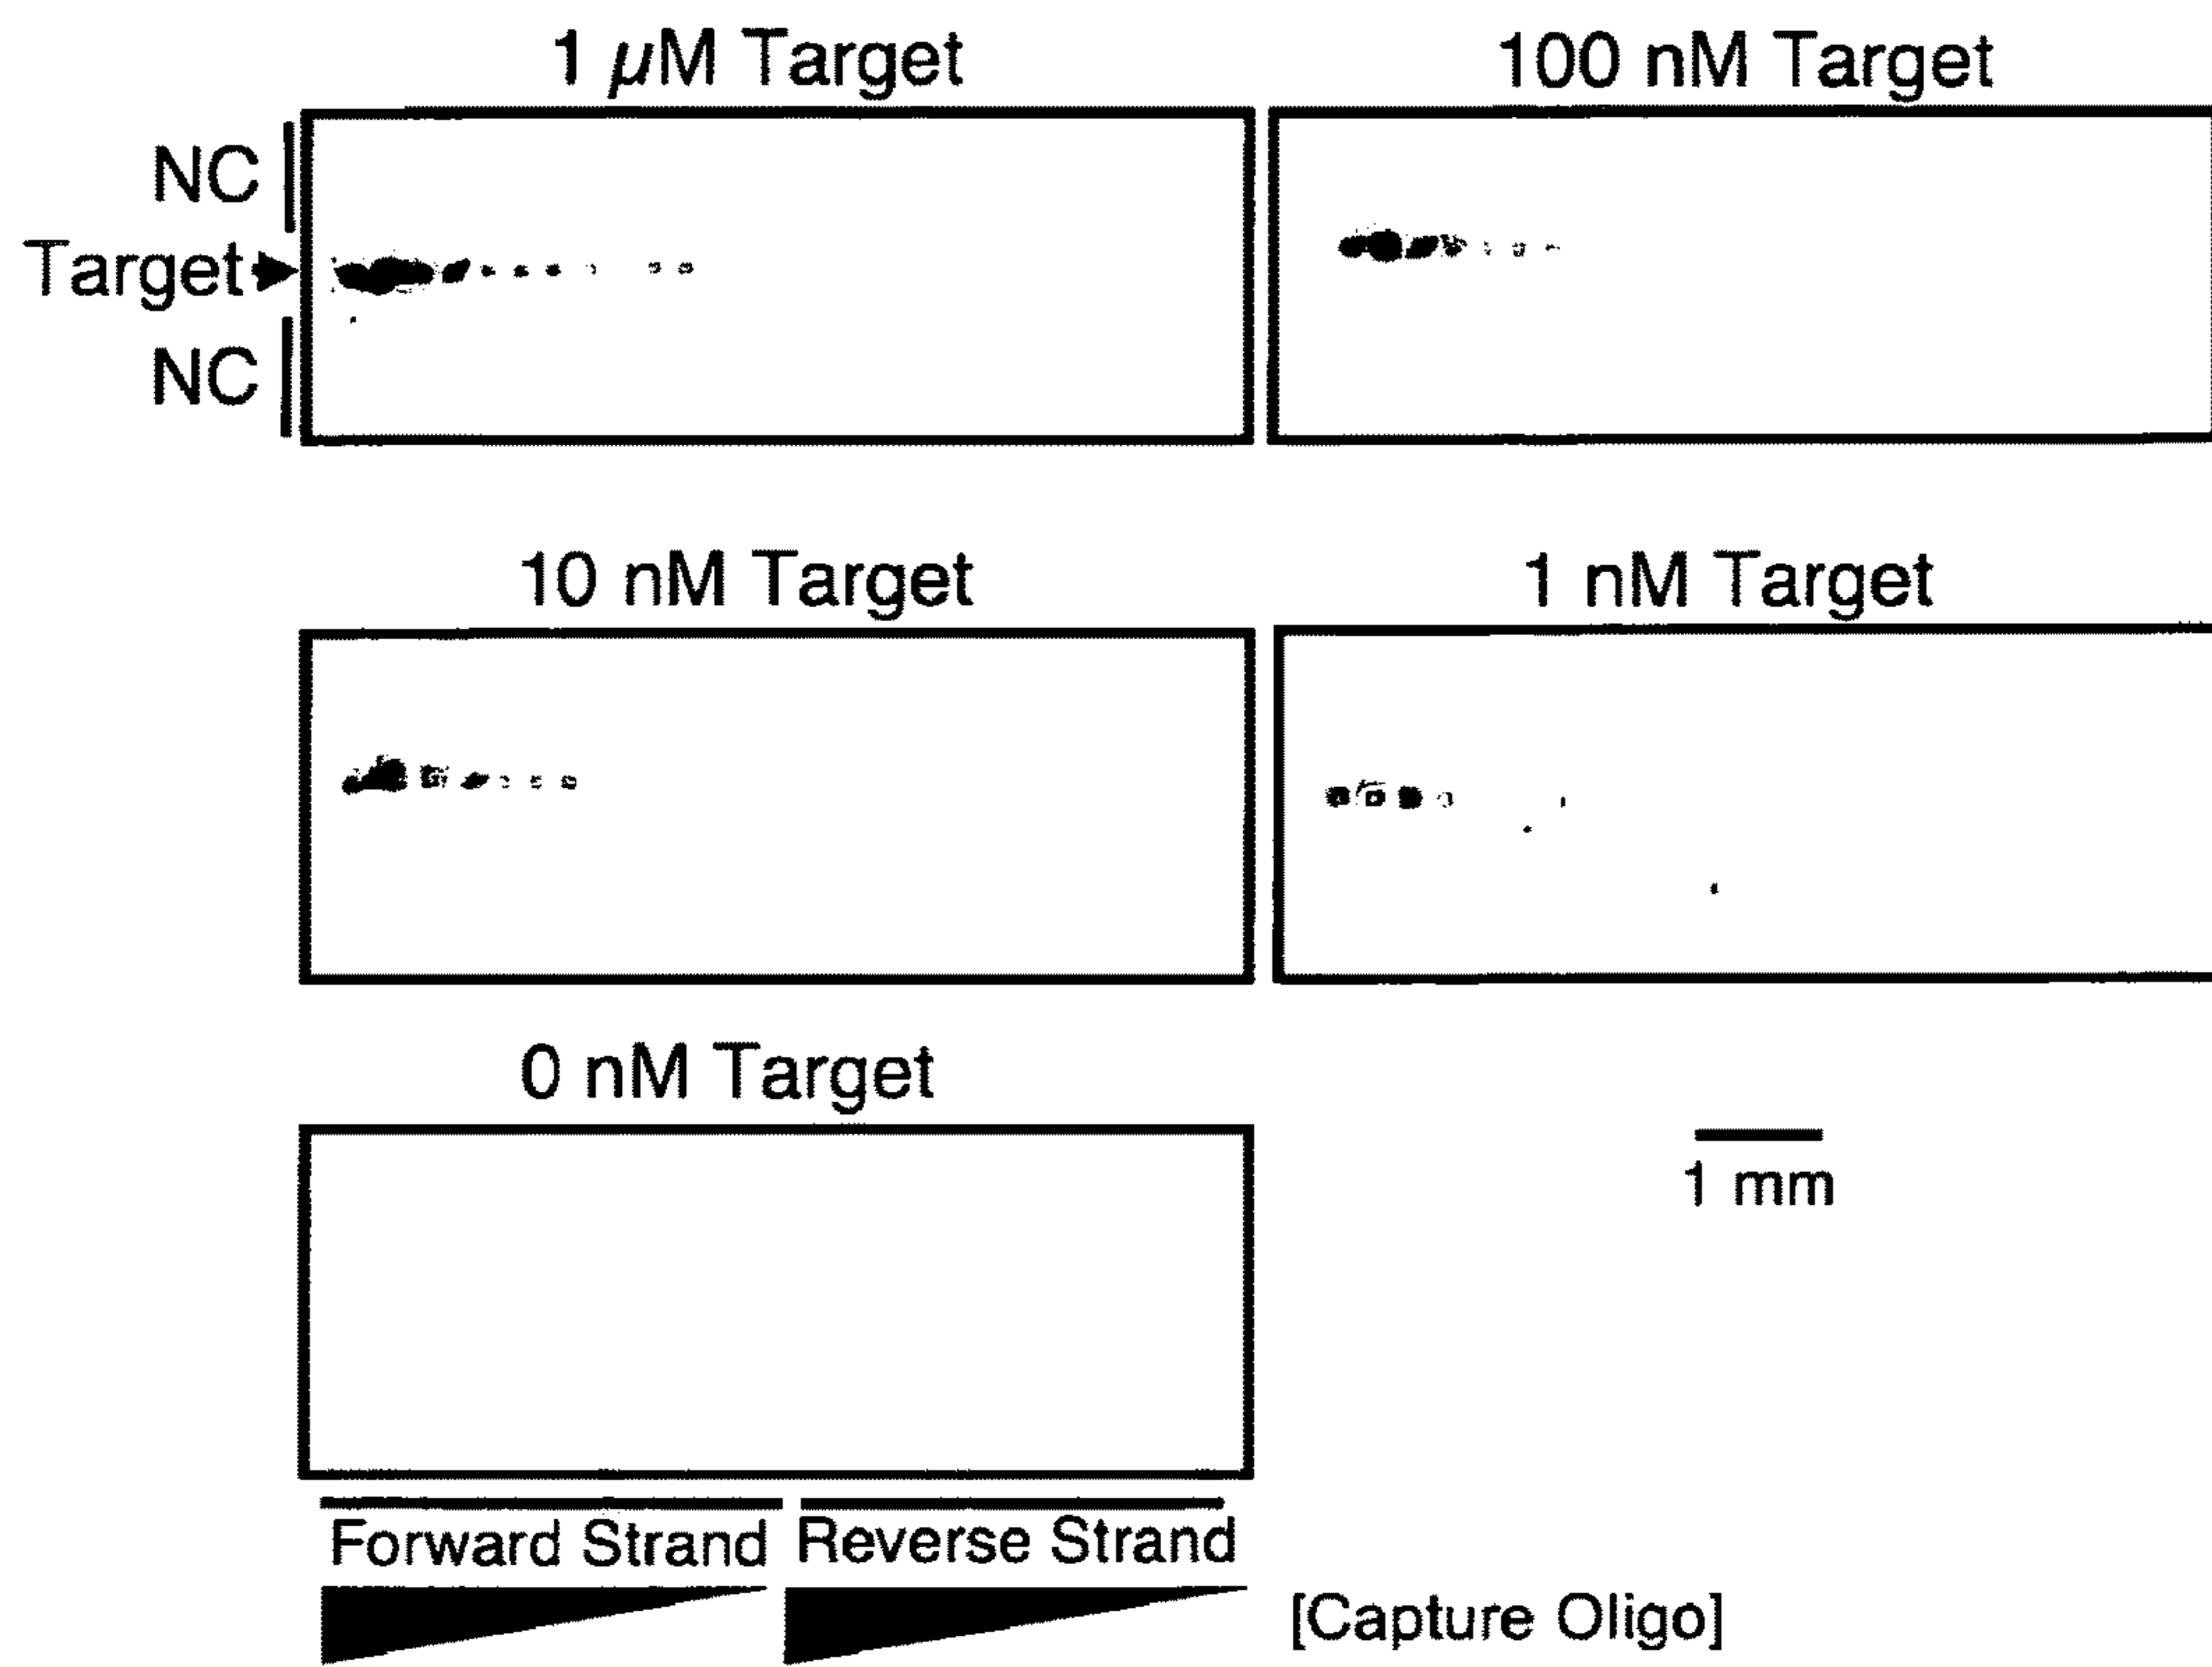 1 µM Target
100 nM Target
NC
Target
NC
10 nM Target
1 nM Target
0 nM Target
1 mm
Forward Strand
Reverse Strand
[Capture Oligo]